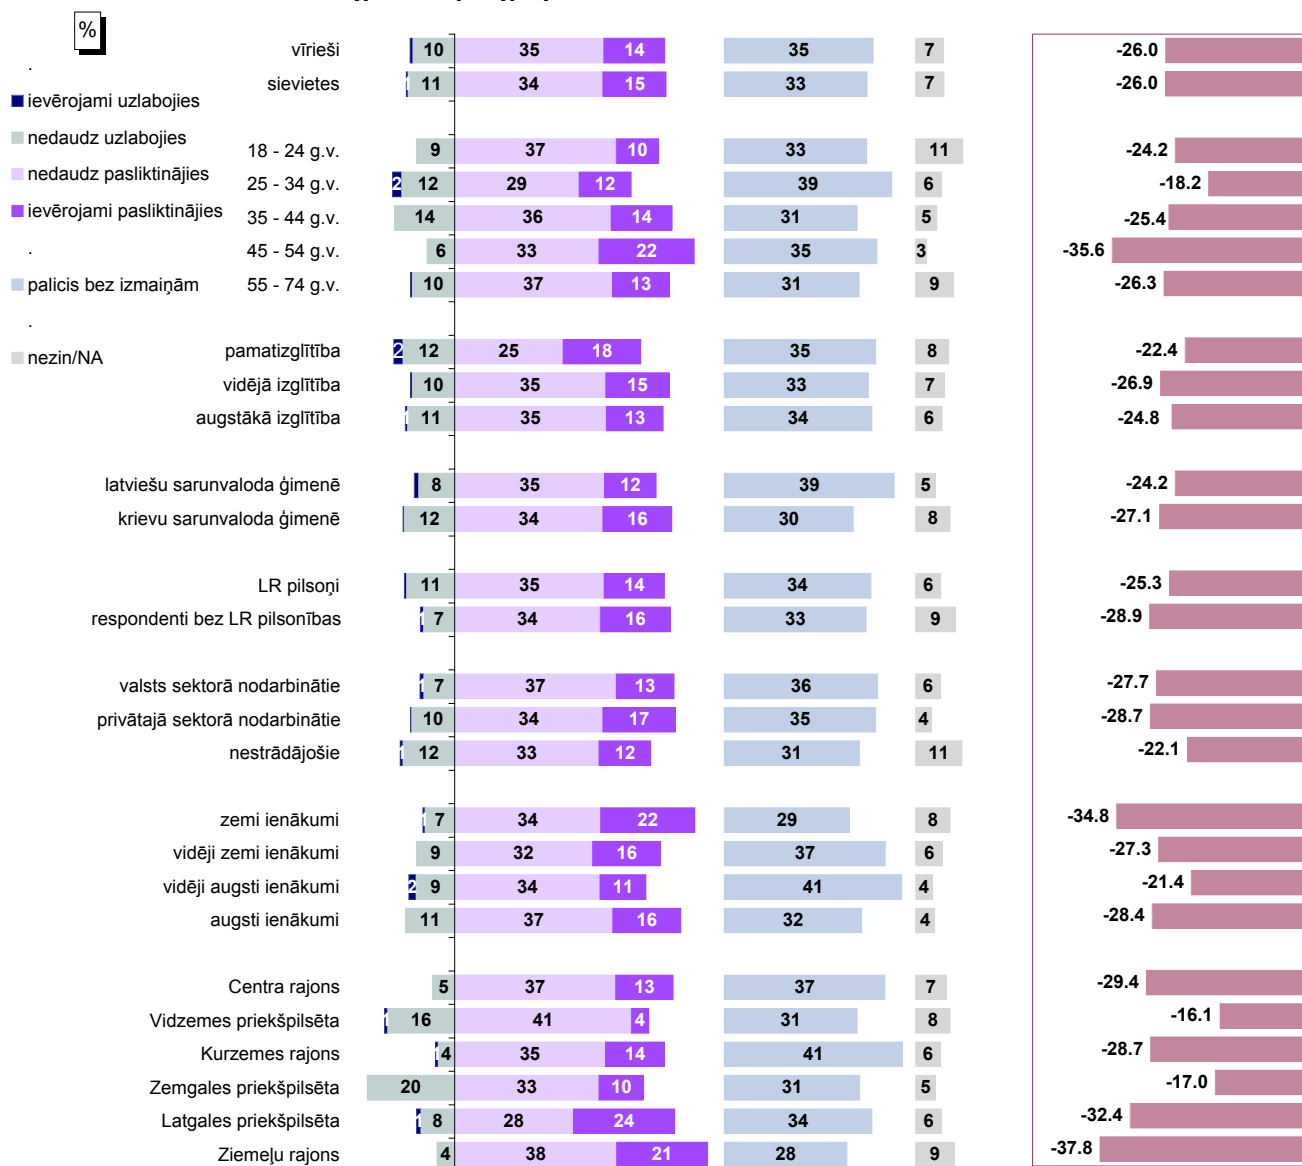 %
.
ievērojami uzlabojies
nedaudz uzlabojies
nedaudz pasliktinājies
ievērojami pasliktinājies
.
palicis bez izmaiņām
.
nezin/NA
vīrieši 10 35 14 35 7 -26.0
sievietes 1 11 34 15 33 7 -26.0
18 - 24 g.v. 9 37 10 33 11 -24.2
25 - 34 g.v. 2 12 29 12 39 6 -18.2
35 - 44 g.v. 14 36 14 31 5 -25.4
45 - 54 g.v. 6 33 22 35 3 -35.6
55 - 74 g.v. 10 37 13 31 9 -26.3
pamatizglītība 2 12 25 18 35 8 -22.4
vidējā izglītība 10 35 15 33 7 -26.9
augstākā izglītība 1 11 35 13 34 6 -24.8
latviešu sarunvaloda ģimenē 8 35 12 39 5 -24.2
krievu sarunvaloda ģimenē 12 34 16 30 8 -27.1
LR pilsoņi 11 35 14 34 6 -25.3
respondenti bez LR pilsonības 1 7 34 16 33 9 -28.9
valsts sektorā nodarbinātie 1 7 37 13 36 6 -27.7
privātajā sektorā nodarbinātie 10 34 17 35 4 -28.7
nestrādājošie 1 12 33 12 31 11 -22.1
zemi ienākumi 1 7 34 22 29 8 -34.8
vidēji zemi ienākumi 9 32 16 37 6 -27.3
vidēji augsti ienākumi 2 9 34 11 41 4 -21.4
augsti ienākumi 11 37 16 32 4 -28.4
Centra rajons 5 37 13 37 7 -29.4
Vidzemes priekšpilsēta 1 16 41 4 31 8 -16.1
Kurzemes rajons 1 4 35 14 41 6 -28.7
Zemgales priekšpilsēta 20 33 10 31 5 -17.0
Latgales priekšpilsēta 1 8 28 24 34 6 -32.4
Ziemeļu rajons 4 38 21 28 9 -37.8